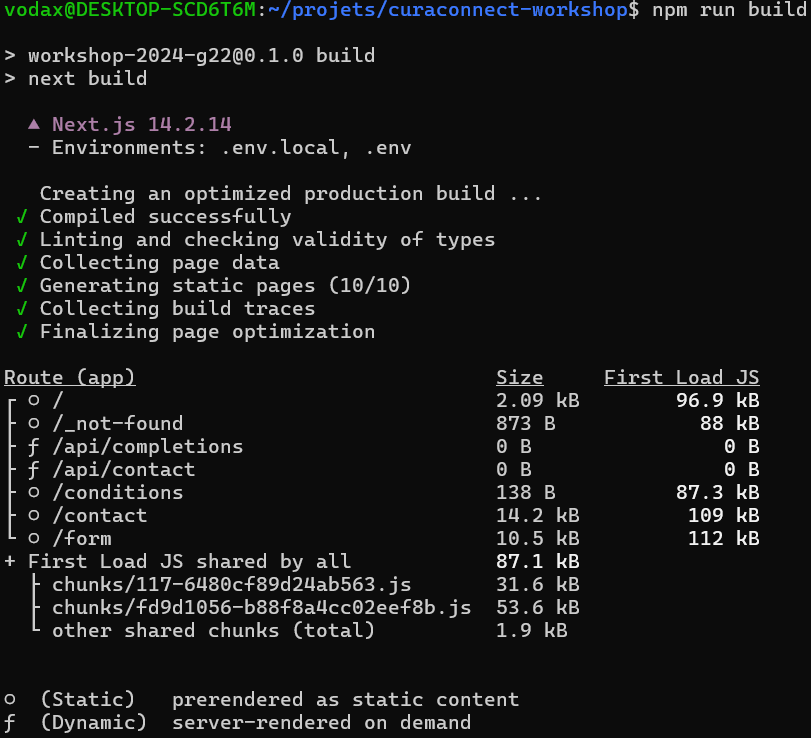 vodax@DESKTOP-SCD6T6M:~/projets/curaconnect-workshop$ npm run build
> workshop-2024-g22@0.1.0 build
> next build
▲ Next.js 14.2.14
- Environments: .env.local, .env
Creating an optimized production build ...
✓ Compiled successfully
✓ Linting and checking validity of types
✓ Collecting page data
✓ Generating static pages (10/10)
✓ Collecting build traces
✓ Finalizing page optimization
Route (app) Size First Load JS
┌ ○ / 2.09 kB 96.9 kB
├ ○ /_not-found 873 B 88 kB
├ ƒ /api/completions 0 B 0 B
├ ƒ /api/contact 0 B 0 B
├ ○ /conditions 138 B 87.3 kB
├ ○ /contact 14.2 kB 109 kB
└ ○ /form 10.5 kB 112 kB
+ First Load JS shared by all 87.1 kB
├ chunks/117-6480cf89d24ab563.js 31.6 kB
├ chunks/fd9d1056-b88f8a4cc02eef8b.js 53.6 kB
└ other shared chunks (total) 1.9 kB
○ (Static) prerendered as static content
ƒ (Dynamic) server-rendered on demand